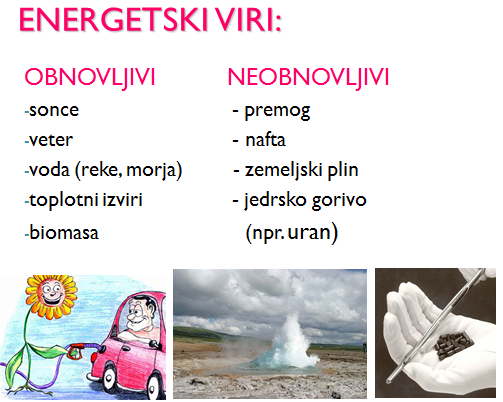 ENERGETSKI VIRI:
OBNOVLJIVI
-sonce
-veter
-voda (reke, morja)
-toplotni izviri
-biomasa
NEOBNOVLJIVI
- premog
- nafta
- zemeljski plin
- jedrsko gorivo
(npr. uran)